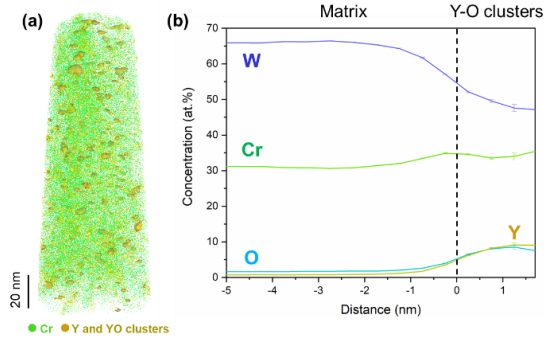 (a)
20 nm
Cr
Y and YO clusters
(b)
Matrix
Y-O clusters
Concentration (at.%)
80
70
60
50
40
30
20
10
0
W
Cr
O
Y
-5
-4
-3
-2
-1
0
1
Distance (nm)